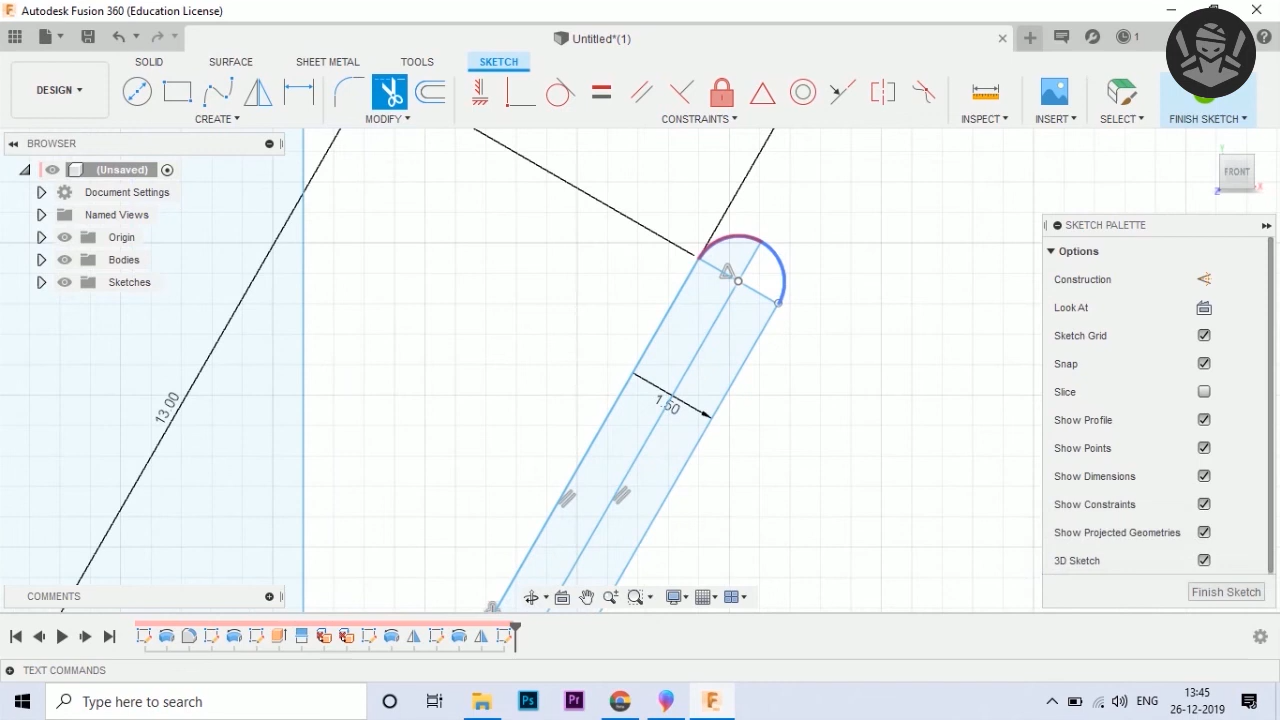 Autodesk Fusion 360 (Education License)
Untitled*(1)
1
SOLID SURFACE SHEET METAL TOOLS SKETCH
DESIGN
CREATE MODIFY CONSTRAINTS INSPECT INSERT SELECT FINISH SKETCH
BROWSER
(Unsaved)
Document Settings
Named Views
Origin
Bodies
Sketches
FRONT
Y
Z
X
SKETCH PALETTE
Options
Construction
Look At
Sketch Grid
Snap
Slice
Show Profile
Show Points
Show Dimensions
Show Constraints
Show Projected Geometries
3D Sketch
Finish Sketch
13.00
1.50
COMMENTS
TEXT COMMANDS
Type here to search
Ps
Pr
ENG
13:45
26-12-2019